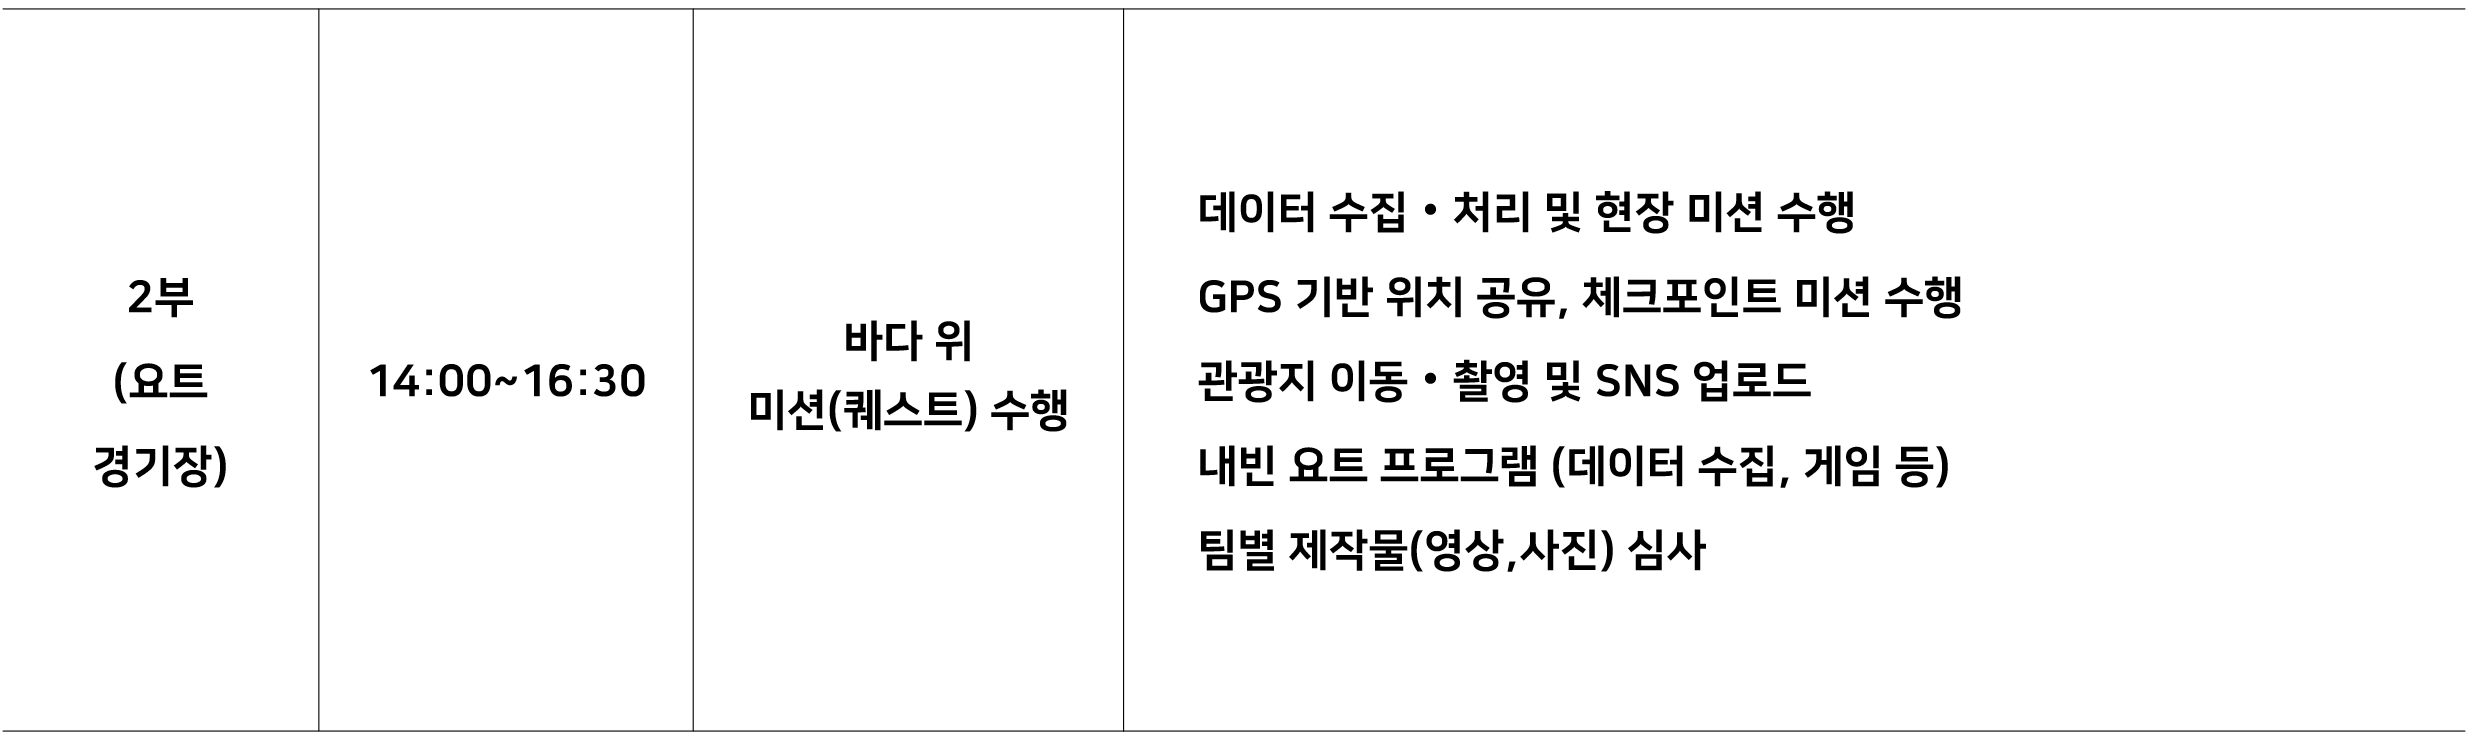 2부
(요트
경기장)
14:00~16:30
바다 위
미션(퀘스트) 수행
데이터 수집・처리 및 현장 미션 수행
GPS 기반 위치 공유, 체크포인트 미션 수행
관광지 이동・촬영 및 SNS 업로드
내빈 요트 프로그램 (데이터 수집, 게임 등)
팀별 제작물(영상,사진) 심사